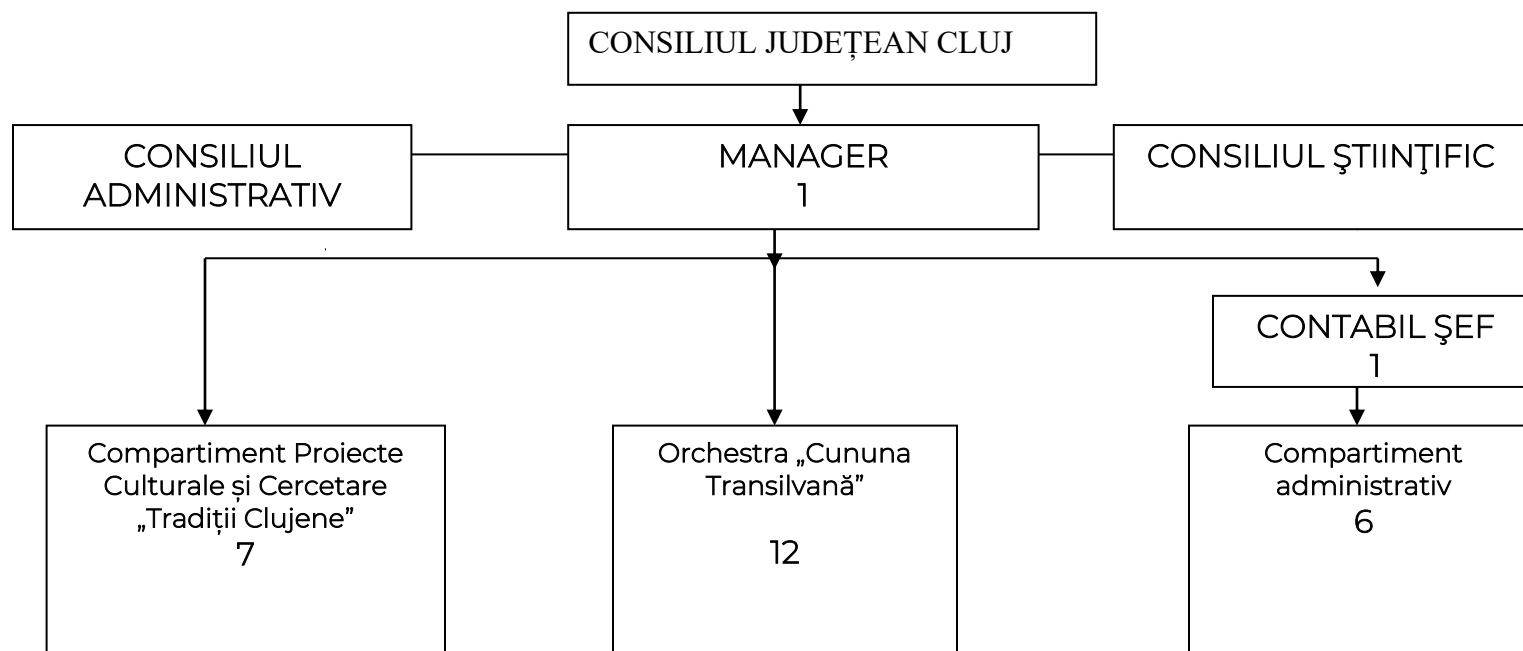 CONSILIUL JUDEȚEAN CLUJ
CONSILIUL
ADMINISTRATIV
MANAGER
1
CONSILIUL ŞTIINŢIFIC
CONTABIL ŞEF
1
Compartiment Proiecte
Culturale și Cercetare
„Tradiții Clujene”
7
Orchestra „Cununa
Transilvană”
12
Compartiment
administrativ
6